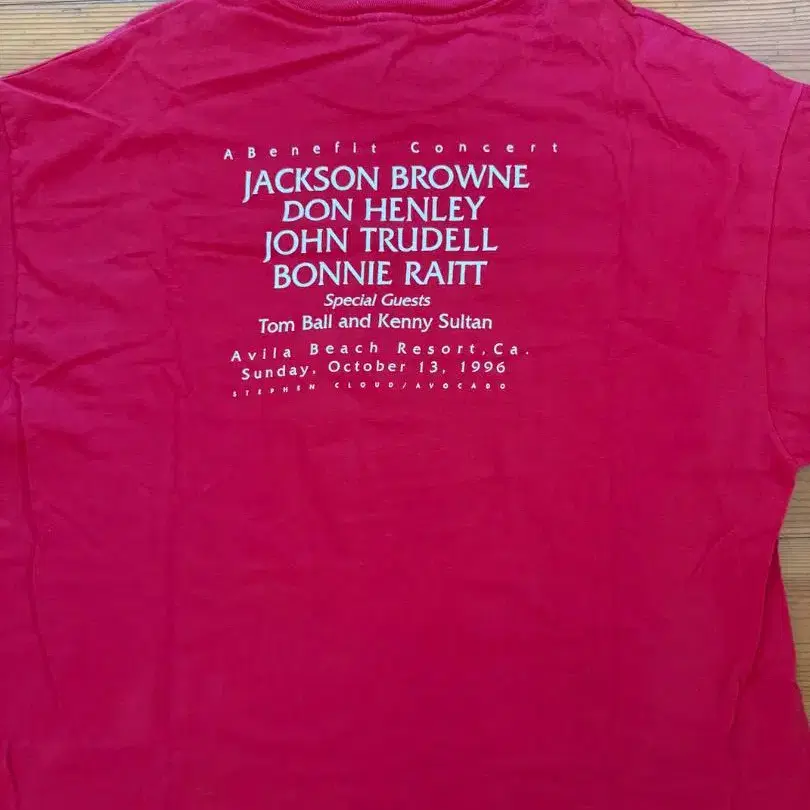 A Benefit Concert
JACKSON BROWNE
DON HENLEY
JOHN TRUDELL
BONNIE RAITT
Special Guests
Tom Ball and Kenny Sultan
Avila Beach Resort, Ca.
Sunday, October 13, 1996
STEPHEN CLOUD/AVOCADO